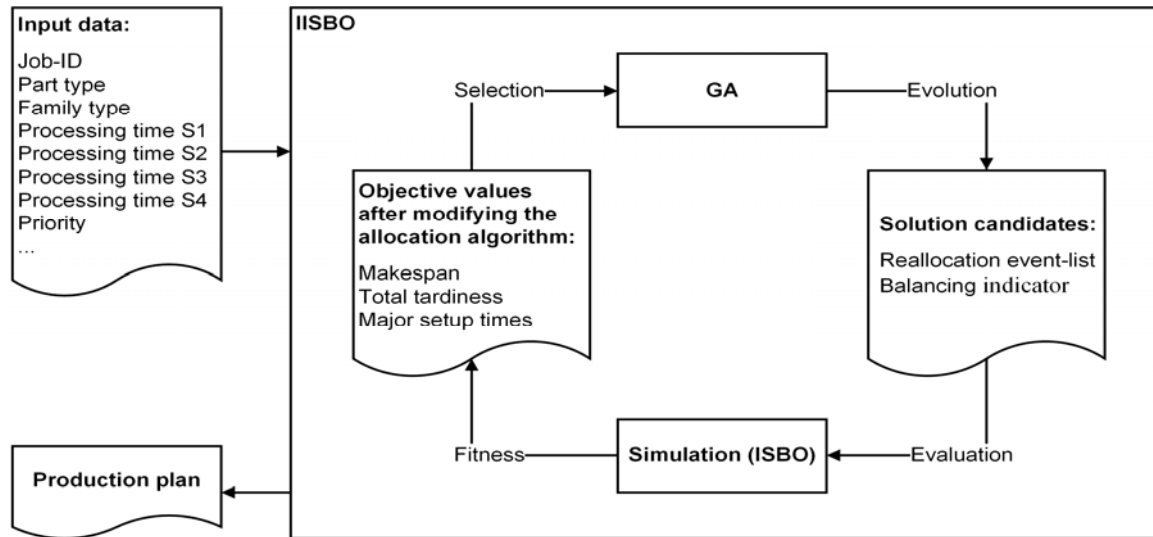 Input data:
Job-ID
Part type
Family type
Processing time S1
Processing time S2
Processing time S3
Processing time S4
Priority
...
Production plan
IISBO
Selection
GA
Evolution
Objective values
after modifying the
allocation algorithm:
Makespan
Total tardiness
Major setup times
Solution candidates:
Reallocation event-list
Balancing indicator
Fitness
Simulation (ISBO)
Evaluation